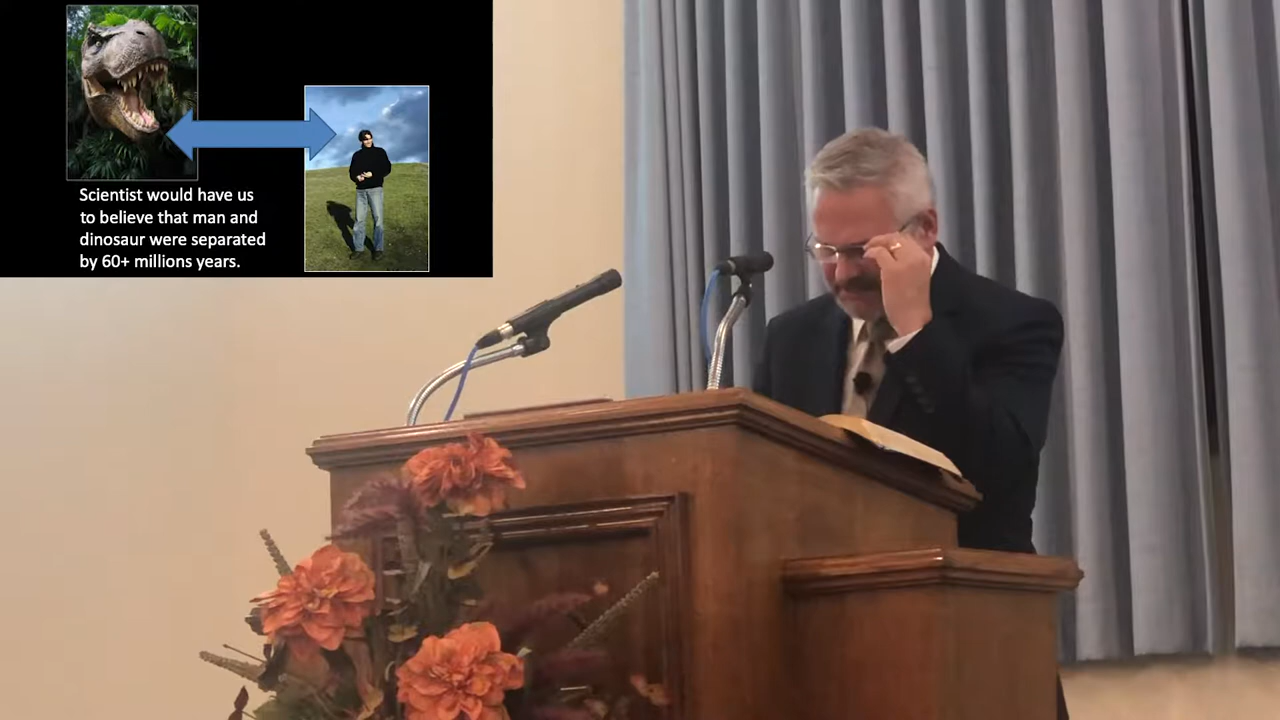 Scientist would have us
to believe that man and
dinosaur were separated
by 60+ millions years.